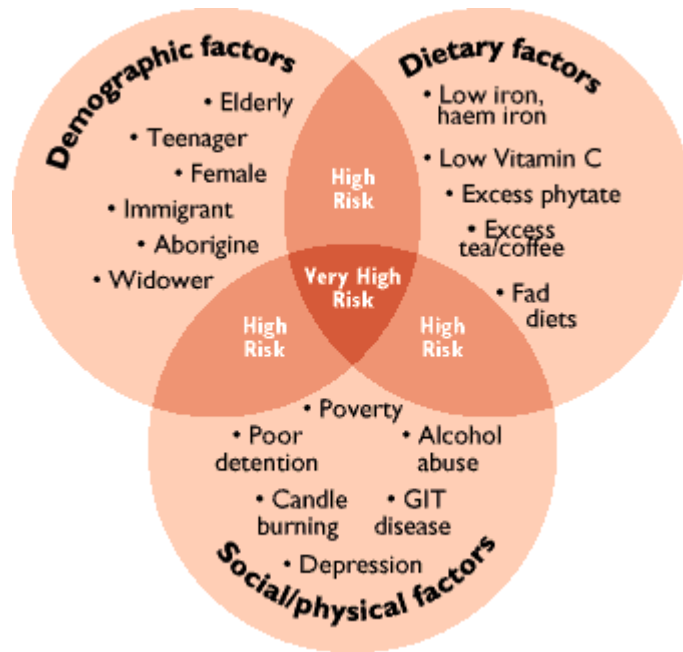 Demographic factors
• Elderly
• Teenager
• Female
• Immigrant
• Aborigine
• Widower
Dietary factors
• Low iron,
haem iron
• Low Vitamin C
• Excess phytate
• Excess
tea/coffee
• Fad
diets
High
Risk
Very High
Risk
High
Risk
High
Risk
• Poverty
• Poor
detention
• Alcohol
abuse
• Candle
burning
• GIT
disease
• Depression
Social/physical factors